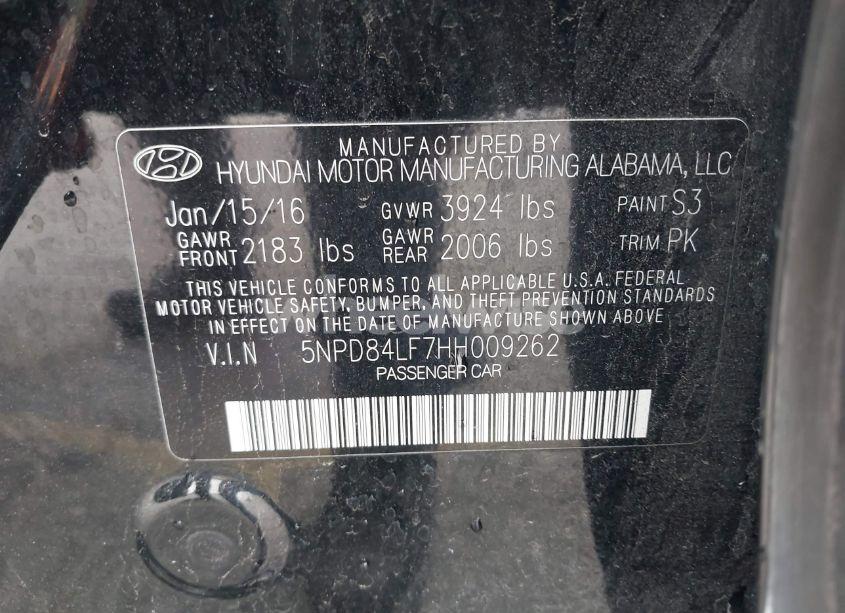 MANUFACTURED BY
HYUNDAI MOTOR MANUFACTURING ALABAMA, LLC
Jan/15/16 GVWR 3924 lbs PAINT S3
GAWR FRONT 2183 lbs GAWR REAR 2006 lbs TRIM PK
THIS VEHICLE CONFORMS TO ALL APPLICABLE U.S.A. FEDERAL
MOTOR VEHICLE SAFETY, BUMPER, AND THEFT PREVENTION STANDARDS
IN EFFECT ON THE DATE OF MANUFACTURE SHOWN ABOVE
V.I.N 5NPD84LF7HH009262
PASSENGER CAR